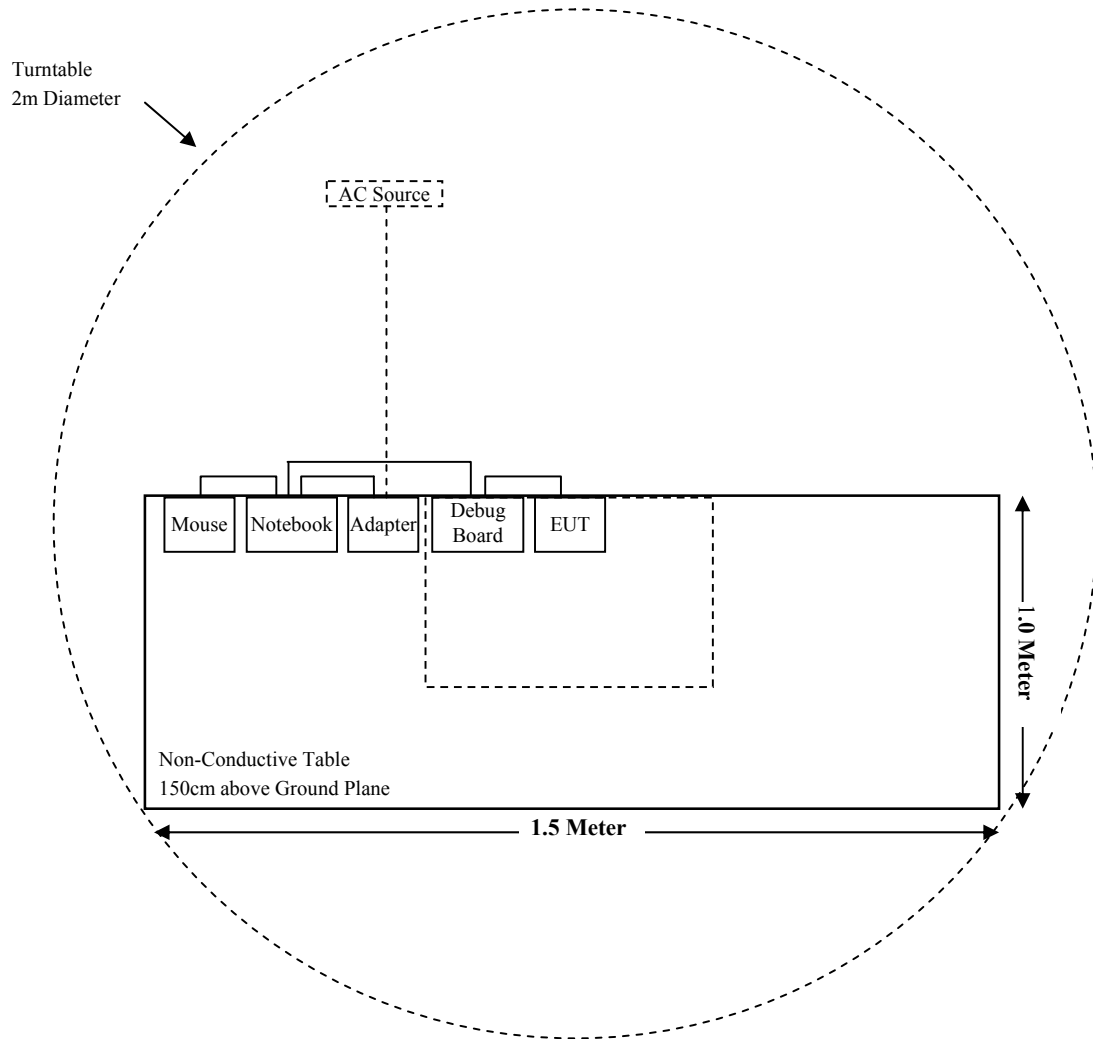 Turntable
2m Diameter
AC Source
Mouse
Notebook
Adapter
Debug
Board
EUT
1.0 Meter
Non-Conductive Table
150cm above Ground Plane
1.5 Meter